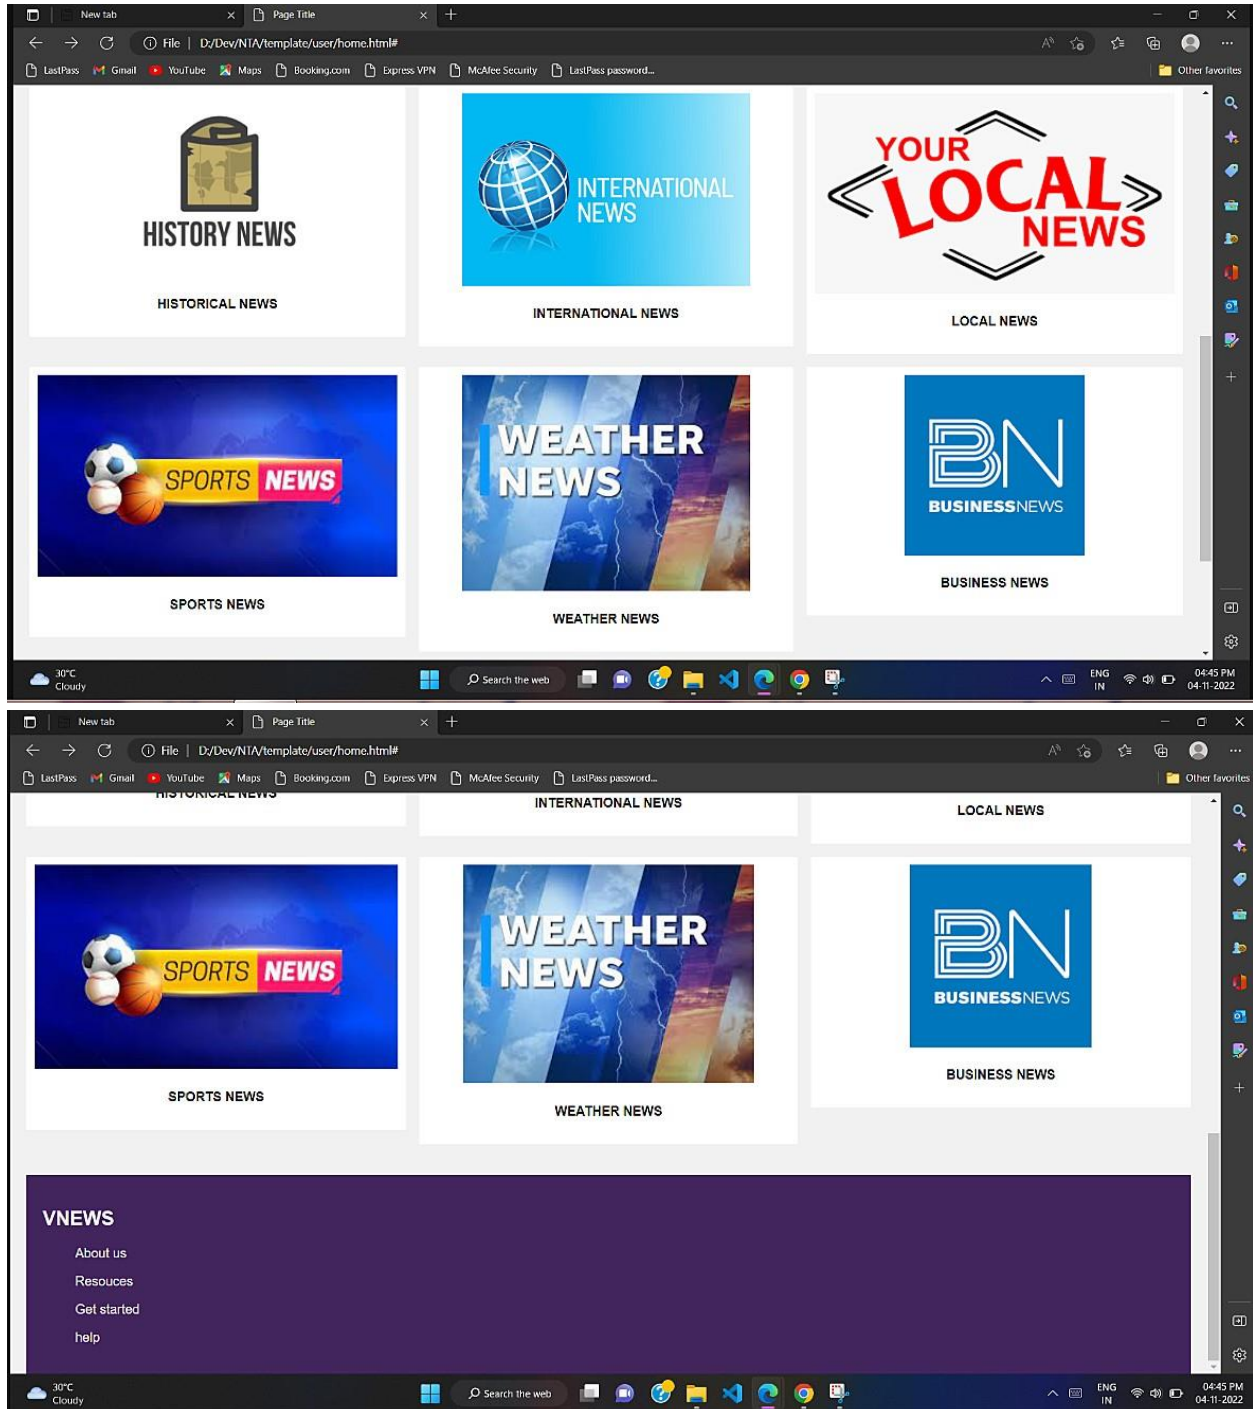 New tab
Page Title
File | D:/Dev/NTA/template/user/home.html#
LastPass Gmail YouTube Maps Booking.com Express VPN McAfee Security LastPass password... Other favorites
HISTORY NEWS
HISTORICAL NEWS
INTERNATIONAL
NEWS
INTERNATIONAL NEWS
YOUR
LOCAL
NEWS
LOCAL NEWS
SPORTS NEWS
SPORTS NEWS
WEATHER
NEWS
WEATHER NEWS
BN
BUSINESSNEWS
BUSINESS NEWS
30°C
Cloudy
Search the web
ENG
IN
04:45 PM
04-11-2022
New tab
Page Title
File | D:/Dev/NTA/template/user/home.html#
LastPass Gmail YouTube Maps Booking.com Express VPN McAfee Security LastPass password... Other favorites
HISTORICAL NEWS
INTERNATIONAL NEWS
LOCAL NEWS
SPORTS NEWS
SPORTS NEWS
WEATHER
NEWS
WEATHER NEWS
BN
BUSINESSNEWS
BUSINESS NEWS
VNEWS
About us
Resouces
Get started
help
30°C
Cloudy
Search the web
ENG
IN
04:45 PM
04-11-2022